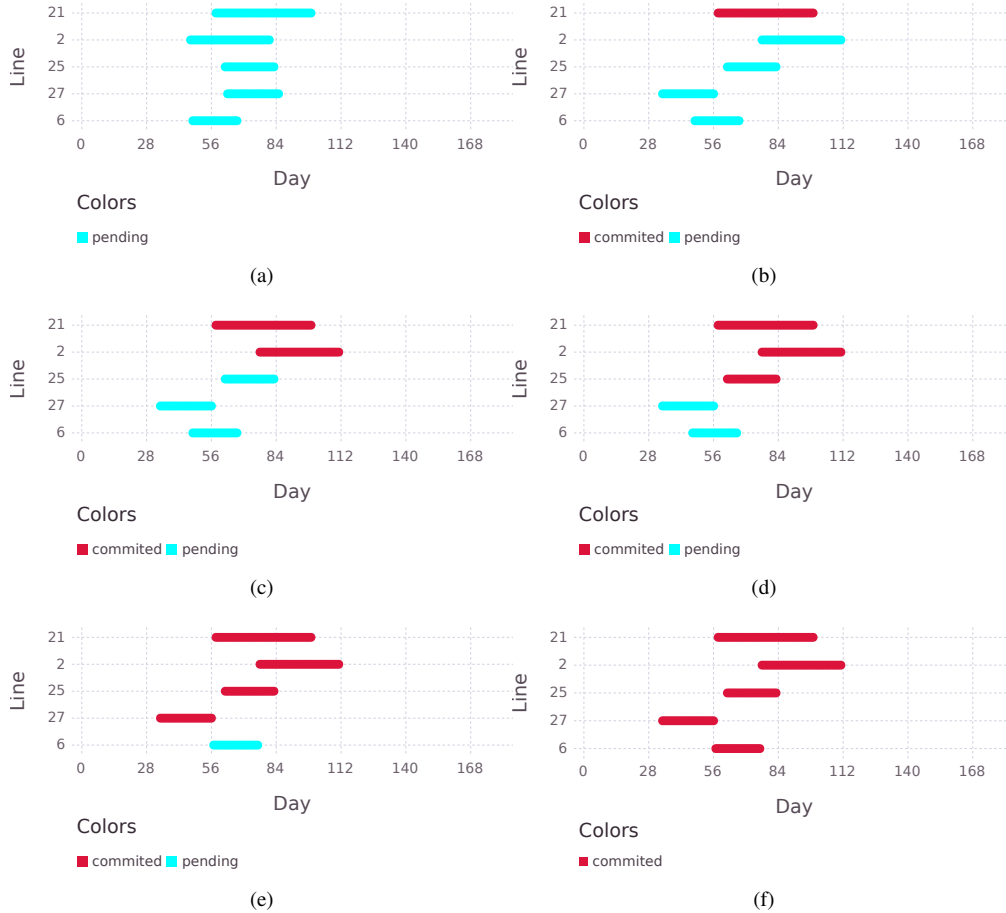 Line
21
2
25
27
6
0 28 56 84 112 140 168
Day
Colors
pending
(a)
Line
21
2
25
27
6
0 28 56 84 112 140 168
Day
Colors
commited pending
(b)
Line
21
2
25
27
6
0 28 56 84 112 140 168
Day
Colors
commited pending
(c)
Line
21
2
25
27
6
0 28 56 84 112 140 168
Day
Colors
commited pending
(d)
Line
21
2
25
27
6
0 28 56 84 112 140 168
Day
Colors
commited pending
(e)
Line
21
2
25
27
6
0 28 56 84 112 140 168
Day
Colors
commited
(f)